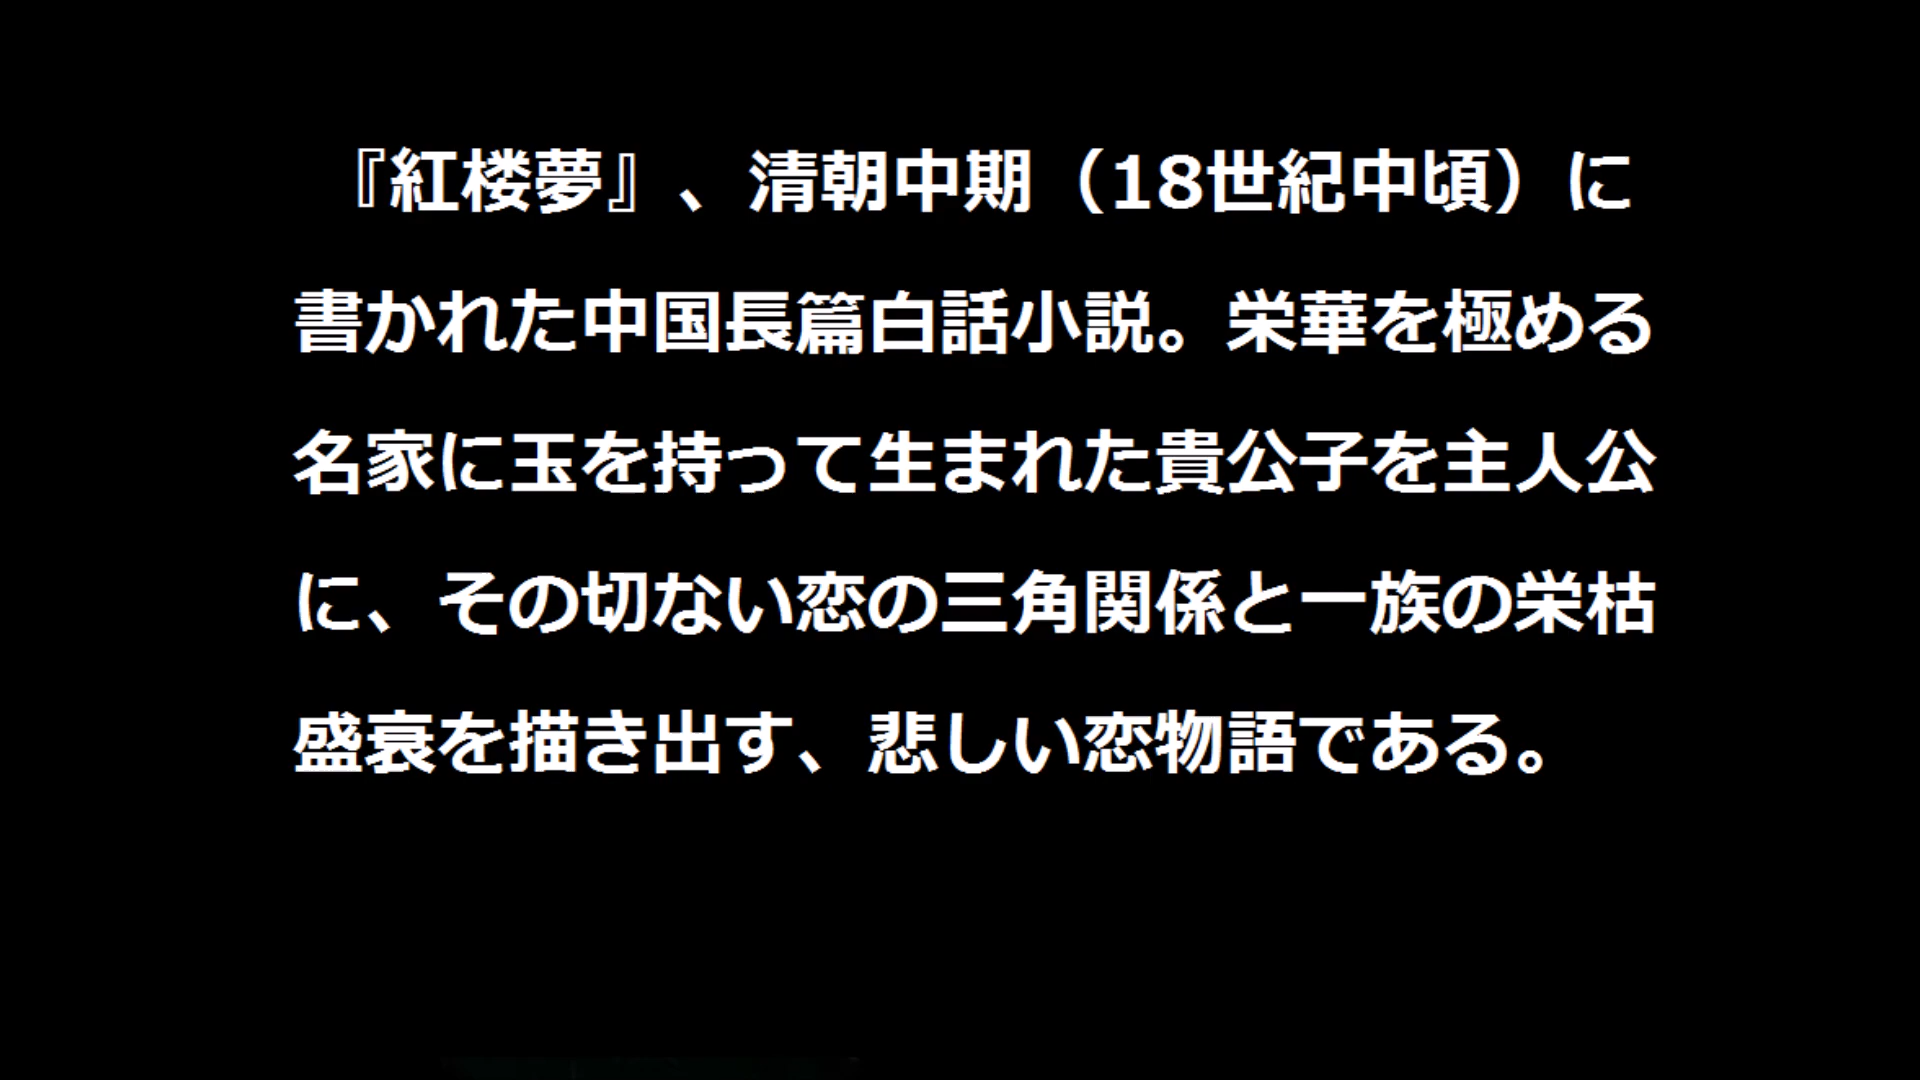 『紅楼夢』、清朝中期（18世紀中頃）に
書かれた中国長篇白話小説。栄華を極める
名家に玉を持って生まれた貴公子を主人公
に、その切ない恋の三角関係と一族の栄枯
盛衰を描き出す、悲しい恋物語である。